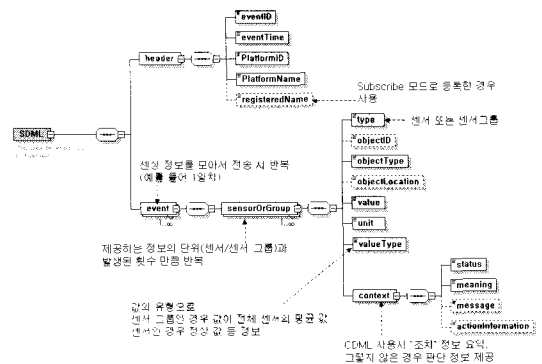 eventID
eventTime
header
PlatformID
PlatformName
Subscribe 모드로 등록한 경우
사용
registeredName
SDML
type
센서 또는 센서그룹
objectID
센싱 정보를 모아서 전송 시 반복
(예를 들어 1일치)
objectType
objectLocation
event
sensorOrGroup
value
1..∞
1..∞
unit
제공하는 정보의 단위(센서/센서 그룹)과
발생된 횟수 만큼 반복
valueType
status
값의 유형으로
센서 그룹인 경우 값이 전체 센서의 평균 값
센서인 경우 정상 값 등 정보
context
meaning
message
actionInformation
CDML 사용시 "조치" 정보 요약,
그렇지 않은 경우 판단 정보 제공